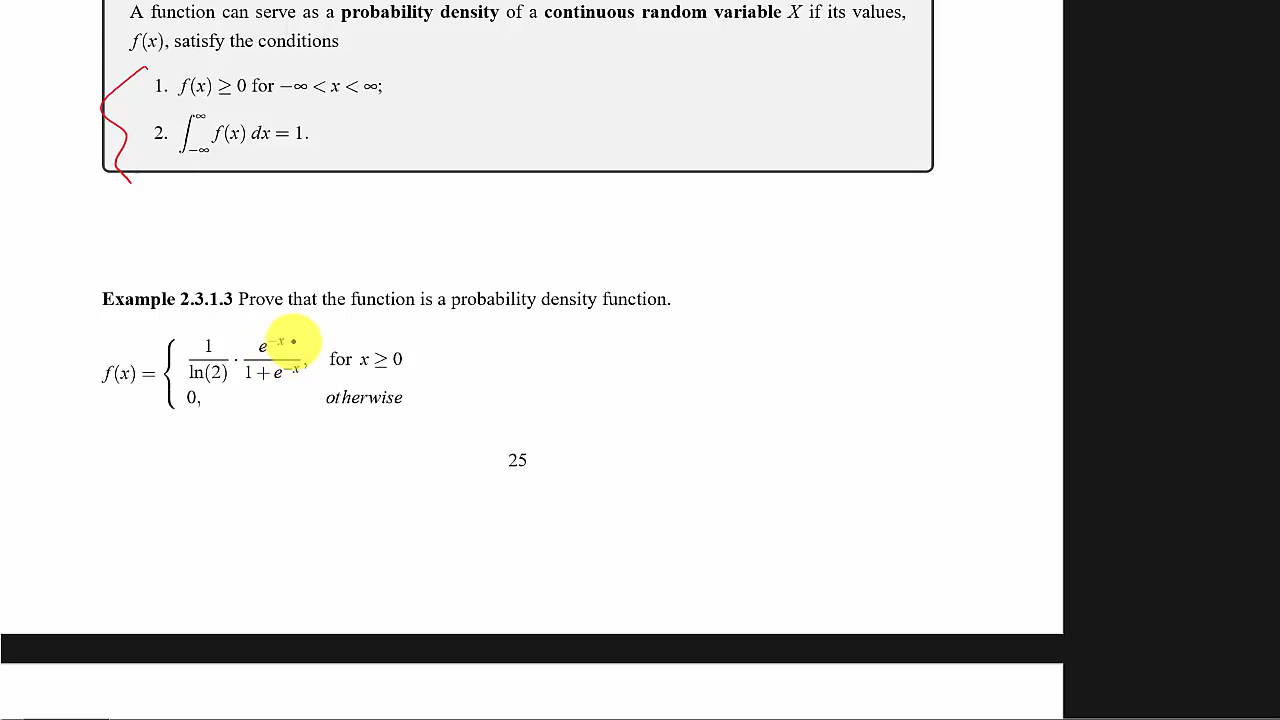 A function can serve as a probability density of a continuous random variable X if its values,
f(x), satisfy the conditions
1. f(x) ≥ 0 for −∞ < x < ∞;
2. ∫_{−∞}^{∞} f(x) dx = 1.
Example 2.3.1.3 Prove that the function is a probability density function.
f(x) = { 1/ln(2) · e^{−x}/(1 + e^{−x}), for x ≥ 0
0, otherwise
25